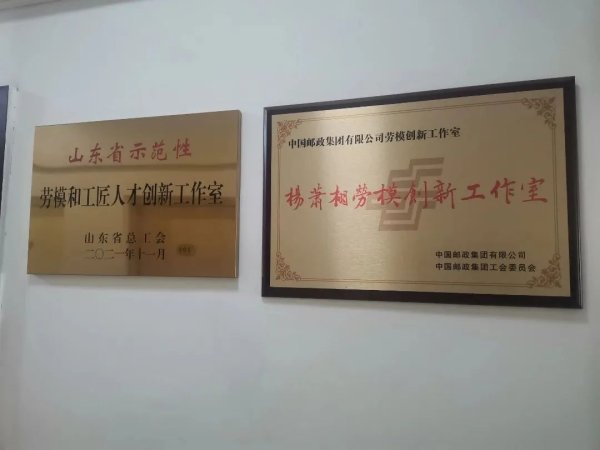 山东省示范性
劳模和工匠人才创新工作室
山东省总工会
二〇二一年十一月
中国邮政集团有限公司劳模创新工作室
楊萧樹劳模创新工作室
中国邮政集团有限公司
中国邮政集团工会委员会